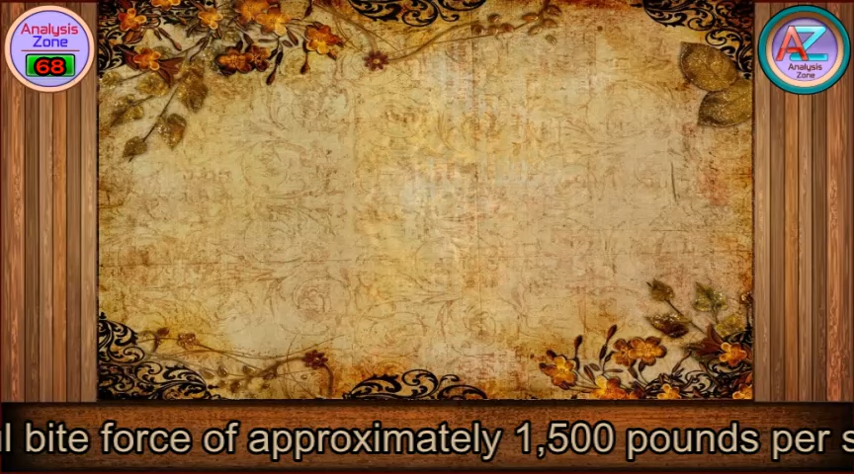 Analysis
Zone
68
AZ
Analysis
Zone
bite force of approximately 1,500 pounds per